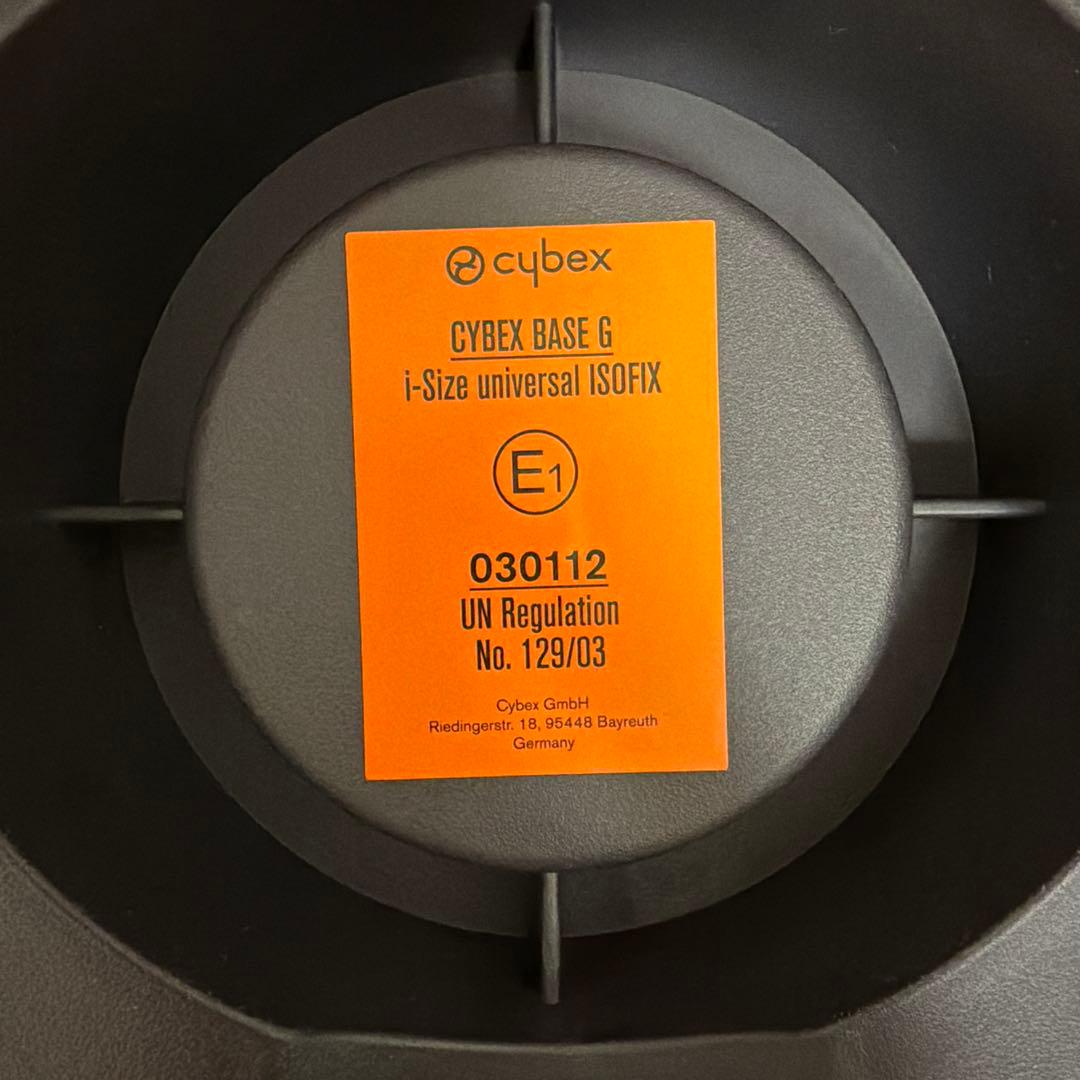 cybex
CYBEX BASE G
i-Size universal ISOFIX
E1
030112
UN Regulation
No. 129/03
Cybex GmbH
Riedingerstr. 18, 95448 Bayreuth
Germany